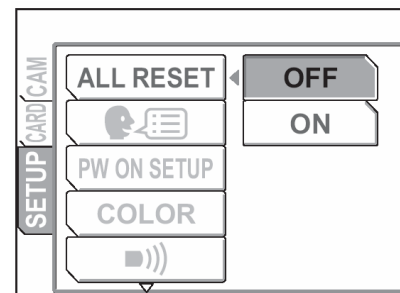 CAM
CARD
SETUP
ALL RESET
OFF
ON
PW ON SETUP
COLOR